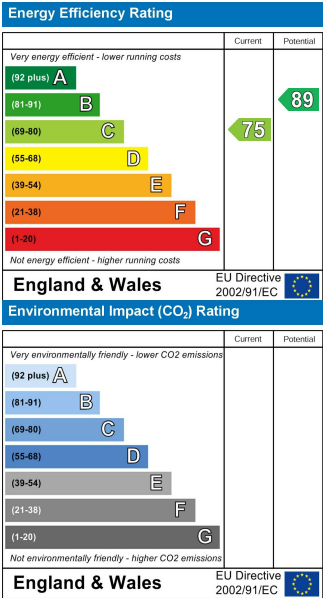 Energy Efficiency Rating
Current Potential
Very energy efficient - lower running costs
(92 plus) A
(81-91) B
89
(69-80) C
75
(55-68) D
(39-54) E
(21-38) F
(1-20) G
Not energy efficient - higher running costs
England & Wales
EU Directive
2002/91/EC
Environmental Impact (CO₂) Rating
Current Potential
Very environmentally friendly - lower CO2 emissions
(92 plus) A
(81-91) B
(69-80) C
(55-68) D
(39-54) E
(21-38) F
(1-20) G
Not environmentally friendly - higher CO2 emissions
England & Wales
EU Directive
2002/91/EC